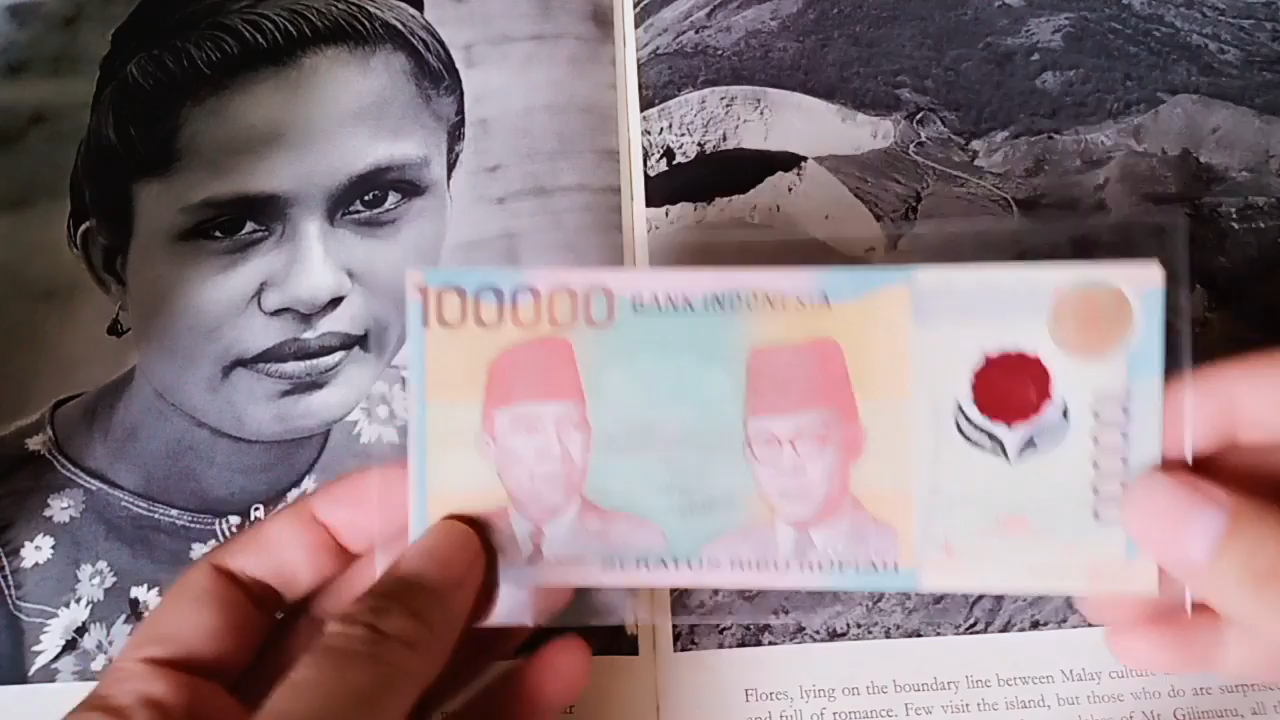 100000 BANK INDONESIA
SERATUS RIBU RUPIAH
Flores, lying on the boundary line between Malay culture
and full of romance. Few visit the island, but those who do are surprise
of Mt. Gilimutu, all